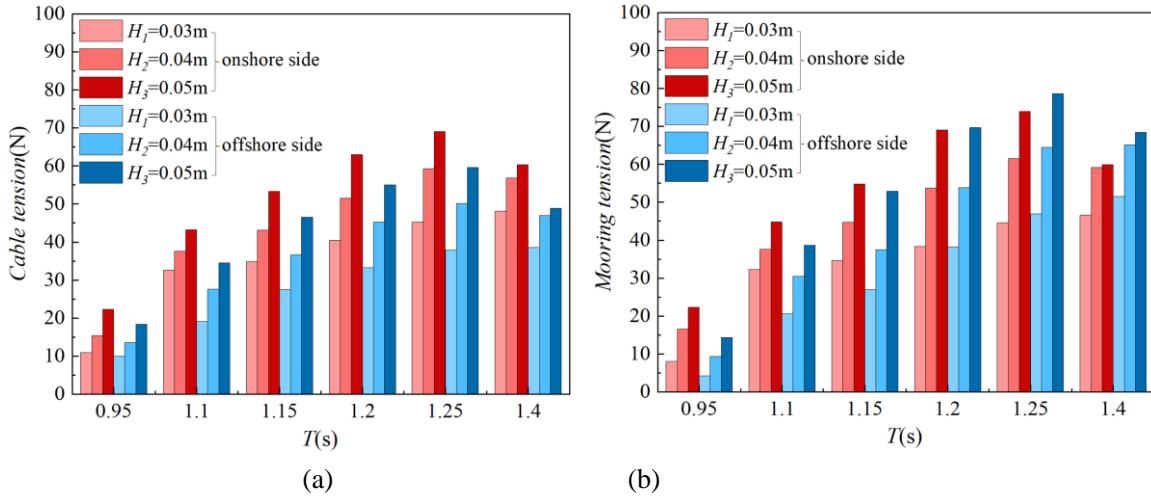 100
90
80
70
60
50
40
30
20
10
0
Cable tension(N)
H1=0.03m
H2=0.04m
H3=0.05m
onshore side
H1=0.03m
H2=0.04m
H3=0.05m
offshore side
0.95 1.1 1.15 1.2 1.25 1.4
T(s)
(a)
100
90
80
70
60
50
40
30
20
10
0
Mooring tension(N)
H1=0.03m
H2=0.04m
H3=0.05m
onshore side
H1=0.03m
H2=0.04m
H3=0.05m
offshore side
0.95 1.1 1.15 1.2 1.25 1.4
T(s)
(b)